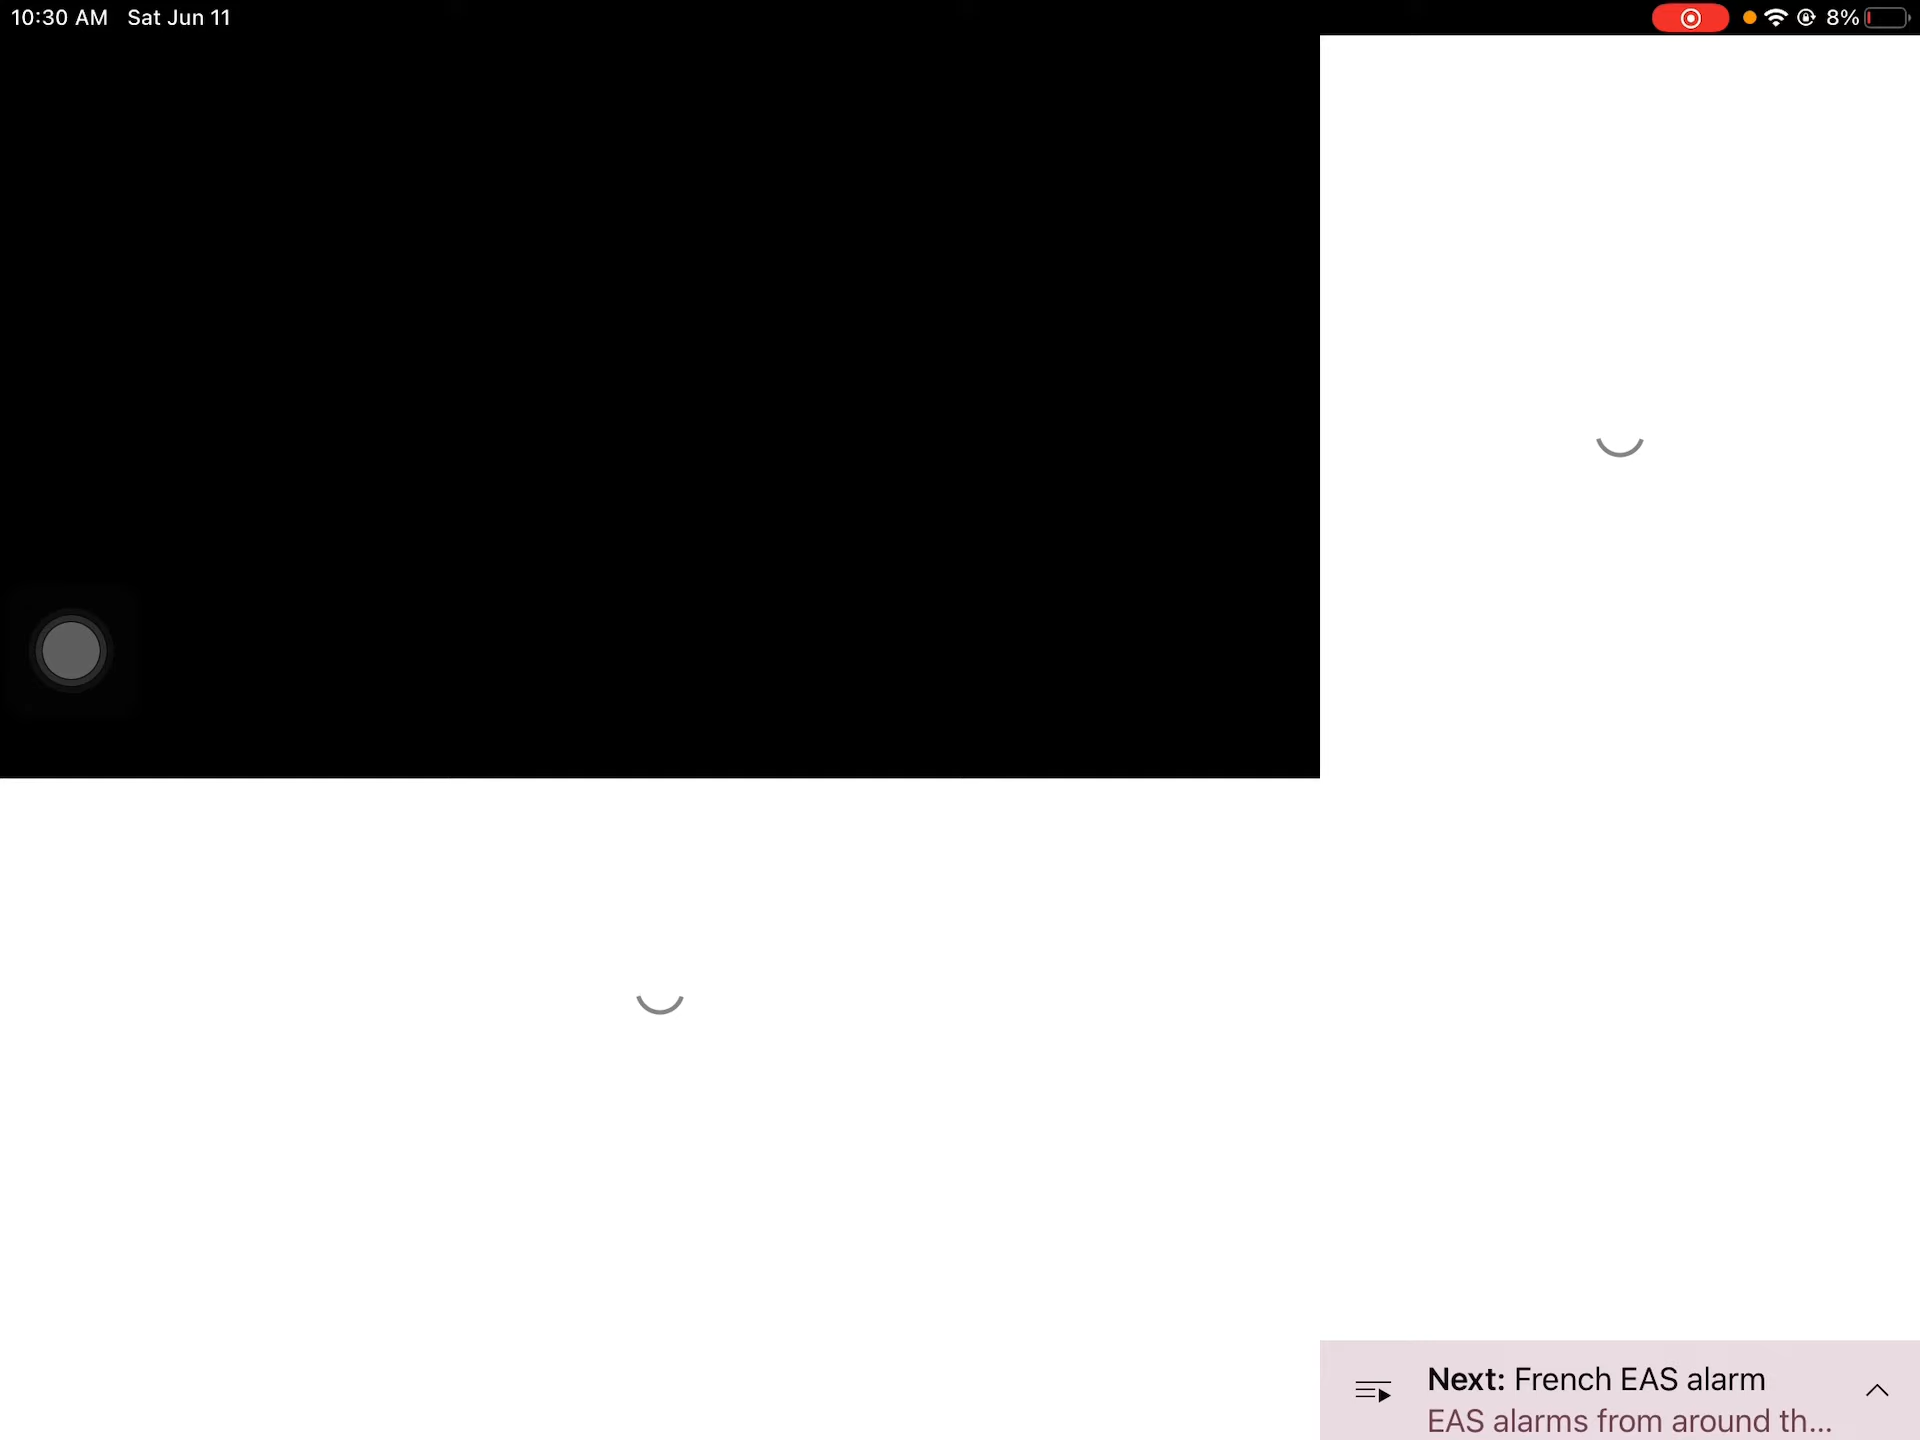 10:30 AM Sat Jun 11
8%
Next: French EAS alarm
EAS alarms from around th...